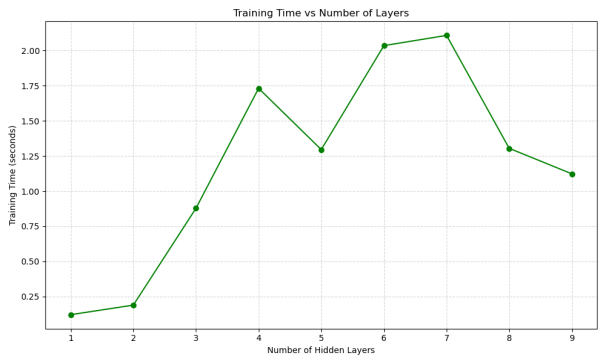 Training Time vs Number of Layers
Training Time (seconds)
2.00
1.75
1.50
1.25
1.00
0.75
0.50
0.25
1 2 3 4 5 6 7 8 9
Number of Hidden Layers